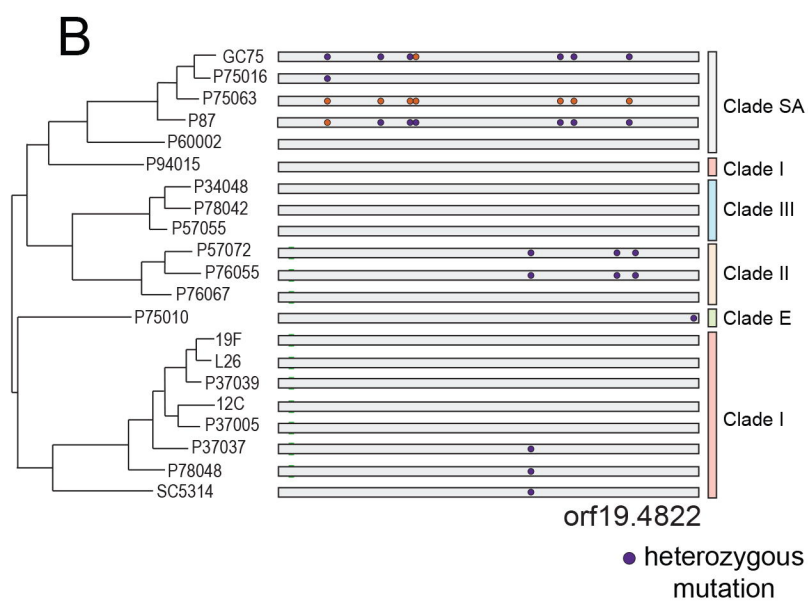 B
GC75
P75016
P75063
P87
P60002
P94015
P34048
P78042
P57055
P57072
P76055
P76067
P75010
19F
L26
P37039
12C
P37005
P37037
P78048
SC5314
Clade SA
Clade I
Clade III
Clade II
Clade E
Clade I
orf19.4822
heterozygous
mutation